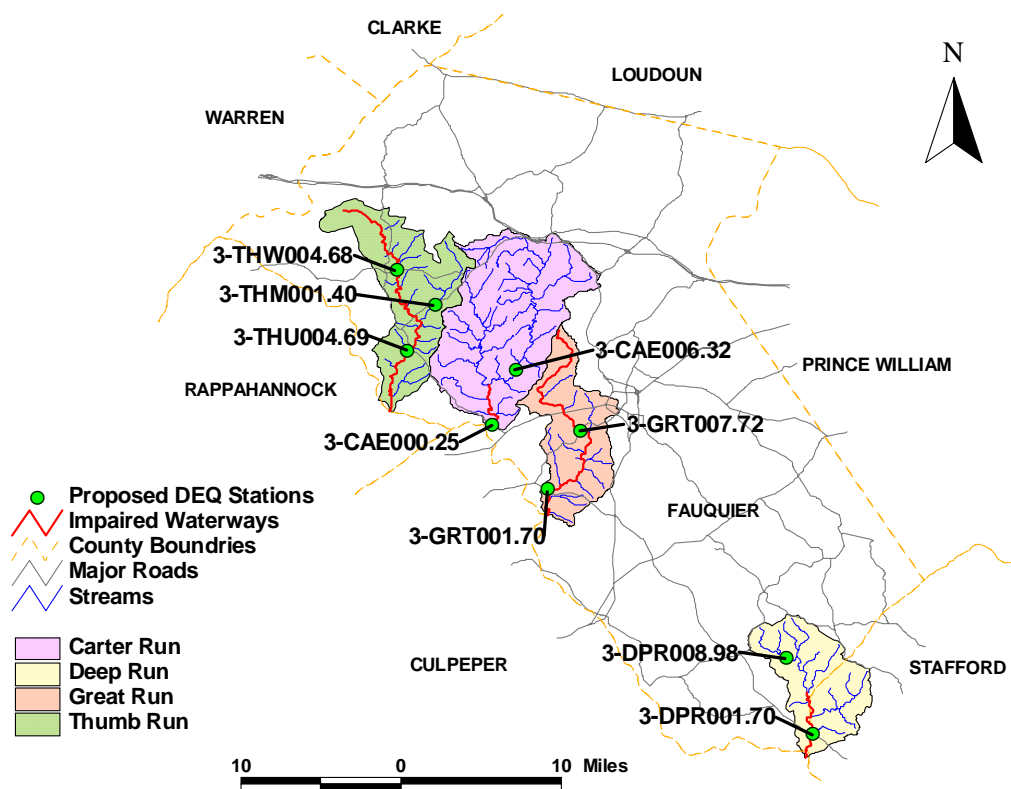 CLARKE
LOUDOUN
N
WARREN
3-THW004.68
3-THM001.40
3-THU004.69
3-CAE006.32
PRINCE WILLIAM
RAPPAHANNOCK
3-CAE000.25
3-GRT007.72
FAUQUIER
3-GRT001.70
Proposed DEQ Stations
Impaired Waterways
County Boundries
Major Roads
Streams
Carter Run
Deep Run
Great Run
Thumb Run
CULPEPER
3-DPR008.98
STAFFORD
3-DPR001.70
10 0 10 Miles